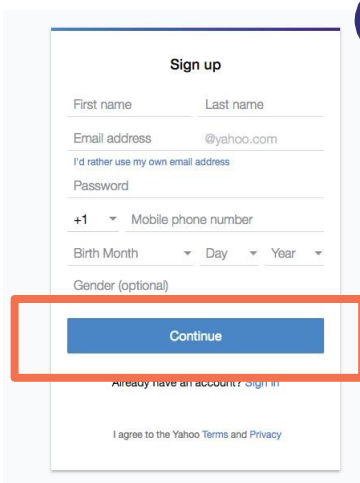 Sign up
First name Last name
Email address @yahoo.com
I'd rather use my own email address
Password
+1 Mobile phone number
Birth Month Day Year
Gender (optional)
Continue
Already have an account? Sign in
I agree to the Yahoo Terms and Privacy